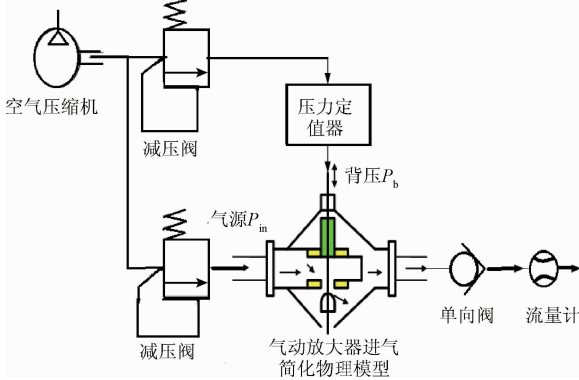 空气压缩机
减压阀
压力定
值器
背压Pb
气源Pin
减压阀
气动放大器进气
简化物理模型
单向阀
流量计